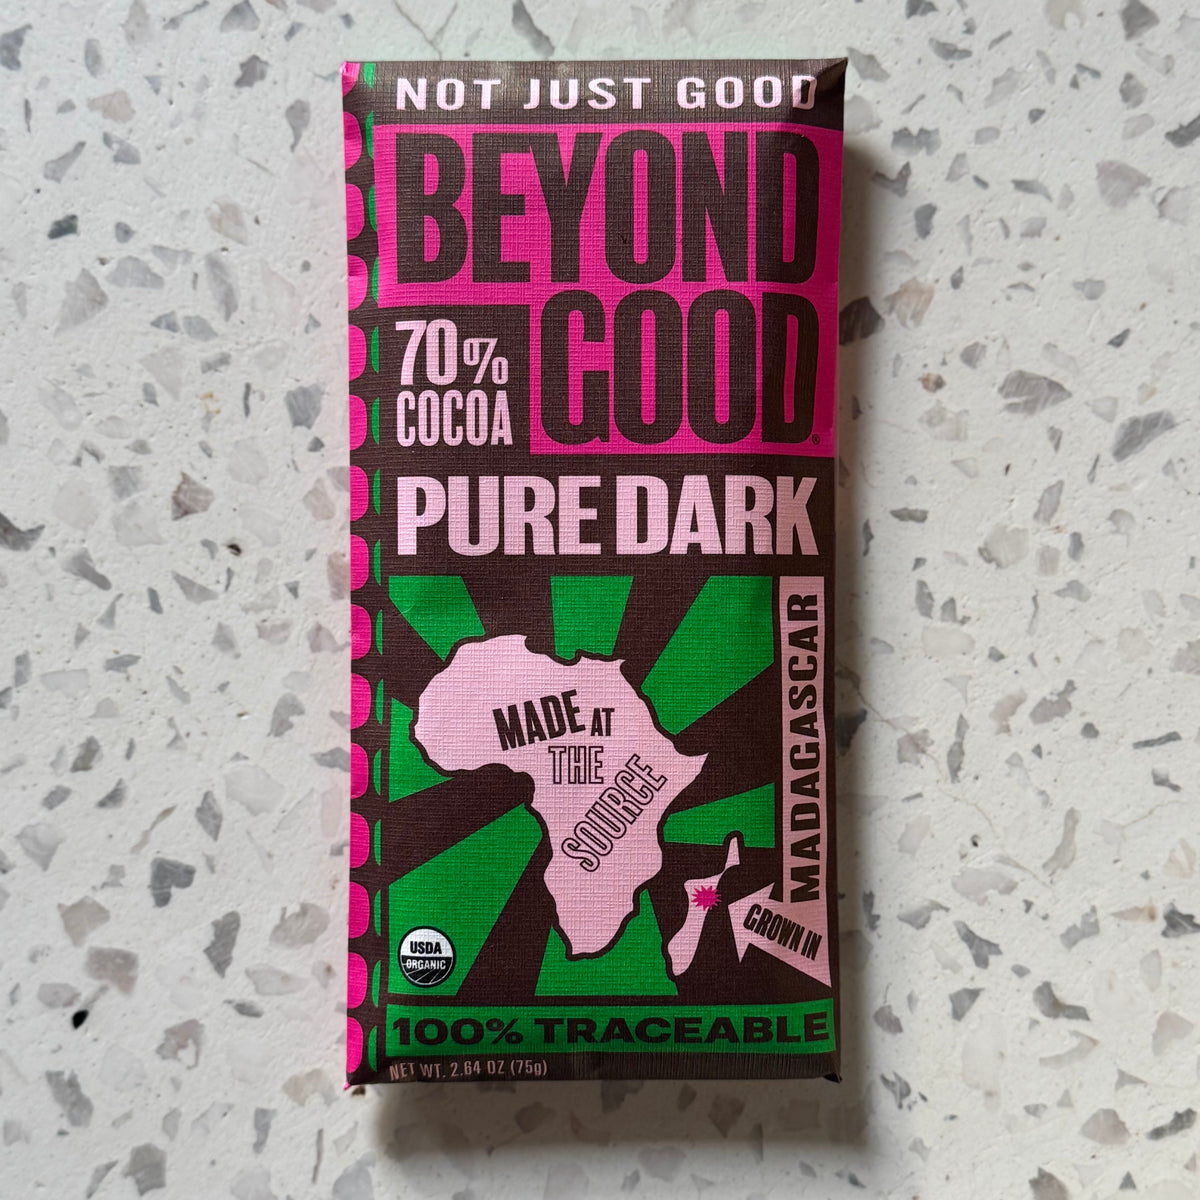 NOT JUST GOOD
BEYOND
GOOD®
70%
COCOA
PURE DARK
MADE AT
THE
SOURCE
MADAGASCAR
GROWN IN
USDA
ORGANIC
100% TRACEABLE
NET WT. 2.64 OZ (75g)